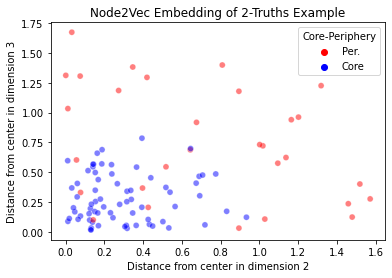 Node2Vec Embedding of 2-Truths Example
Core-Periphery
Per.
Core
Distance from center in dimension 3
1.75
1.50
1.25
1.00
0.75
0.50
0.25
0.00
0.0 0.2 0.4 0.6 0.8 1.0 1.2 1.4 1.6
Distance from center in dimension 2